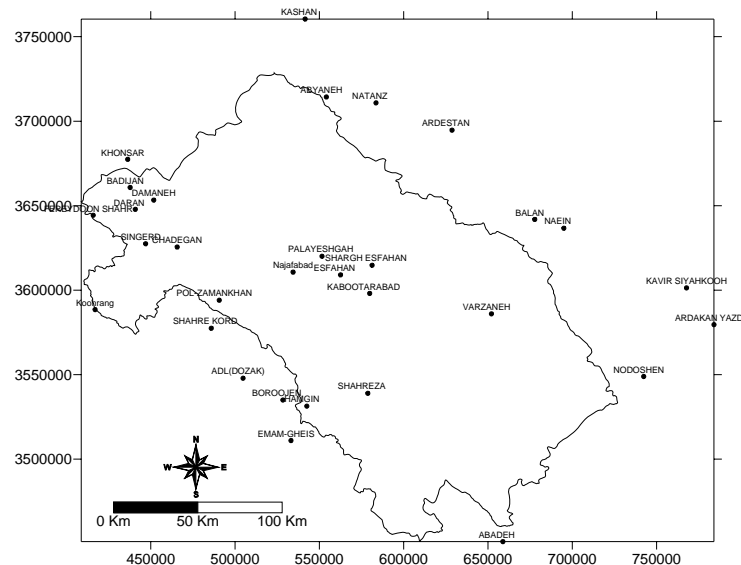 KASHAN
3750000
ABYANEH
NATANZ
3700000
ARDESTAN
KHONSAR
BADIJAN
DAMANEH
DARAN
3650000
FEREYDOON SHAHR
BALAN
NAEIN
SINGERD
CHADEGAN
PALAYESHGAH
SHARGH ESFAHAN
Najafabad
ESFAHAN
KABOOTARABAD
3600000
KAVIR SIYAHKOOH
POL-ZAMANKHAN
Koohrang
VARZANEH
ARDAKAN YAZD
SHAHRE KORD
3550000
ADL(DOZAK)
NODOSHEN
BOROOJEN
HANGIN
SHAHREZA
EMAM-GHEIS
3500000
N
W E
S
0 Km 50 Km 100 Km
ABADEH
450000 500000 550000 600000 650000 700000 750000